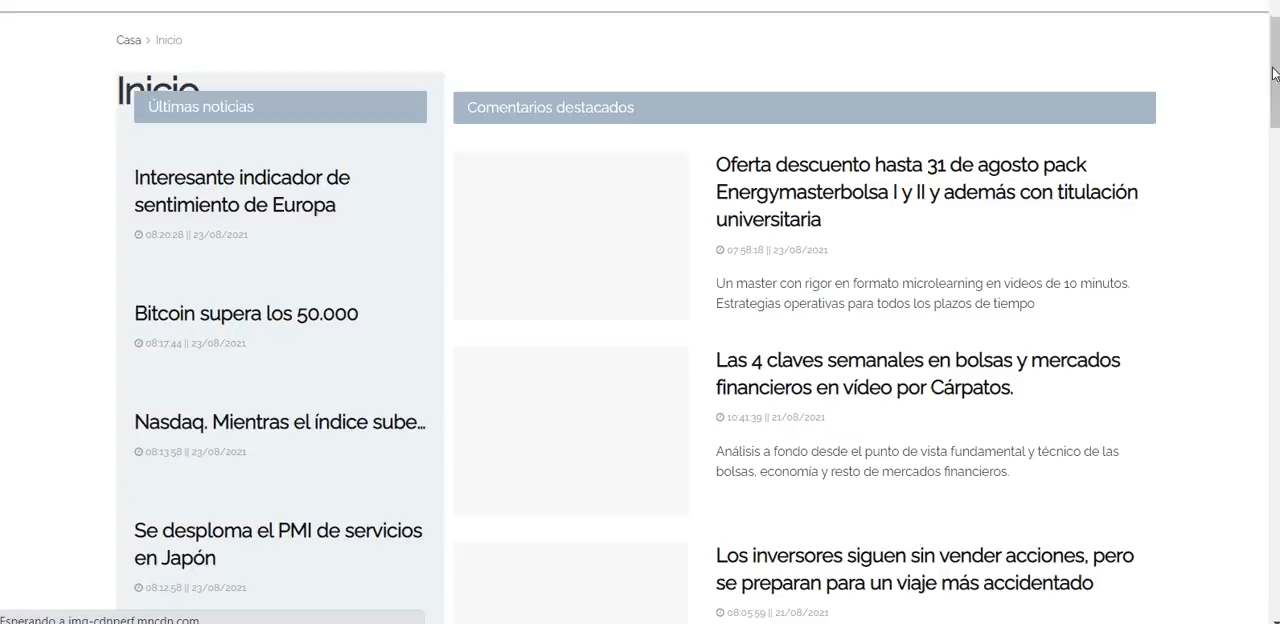 Casa > Inicio
Inicio
Últimas noticias
Interesante indicador de
sentimiento de Europa
08:20:28 || 23/08/2021
Bitcoin supera los 50.000
08:17:44 || 23/08/2021
Nasdaq. Mientras el índice sube…
08:13:58 || 23/08/2021
Se desploma el PMI de servicios
en Japón
08:12:58 || 23/08/2021
Comentarios destacados
Oferta descuento hasta 31 de agosto pack
Energymasterbolsa I y II y además con titulación
universitaria
07:58:18 || 23/08/2021
Un master con rigor en formato microlearning en videos de 10 minutos.
Estrategias operativas para todos los plazos de tiempo
Las 4 claves semanales en bolsas y mercados
financieros en vídeo por Cárpatos.
10:41:39 || 21/08/2021
Análisis a fondo desde el punto de vista fundamental y técnico de las
bolsas, economía y resto de mercados financieros.
Los inversores siguen sin vender acciones, pero
se preparan para un viaje más accidentado
08:05:59 || 21/08/2021
Esperando a img-cdnperf.mncdn.com